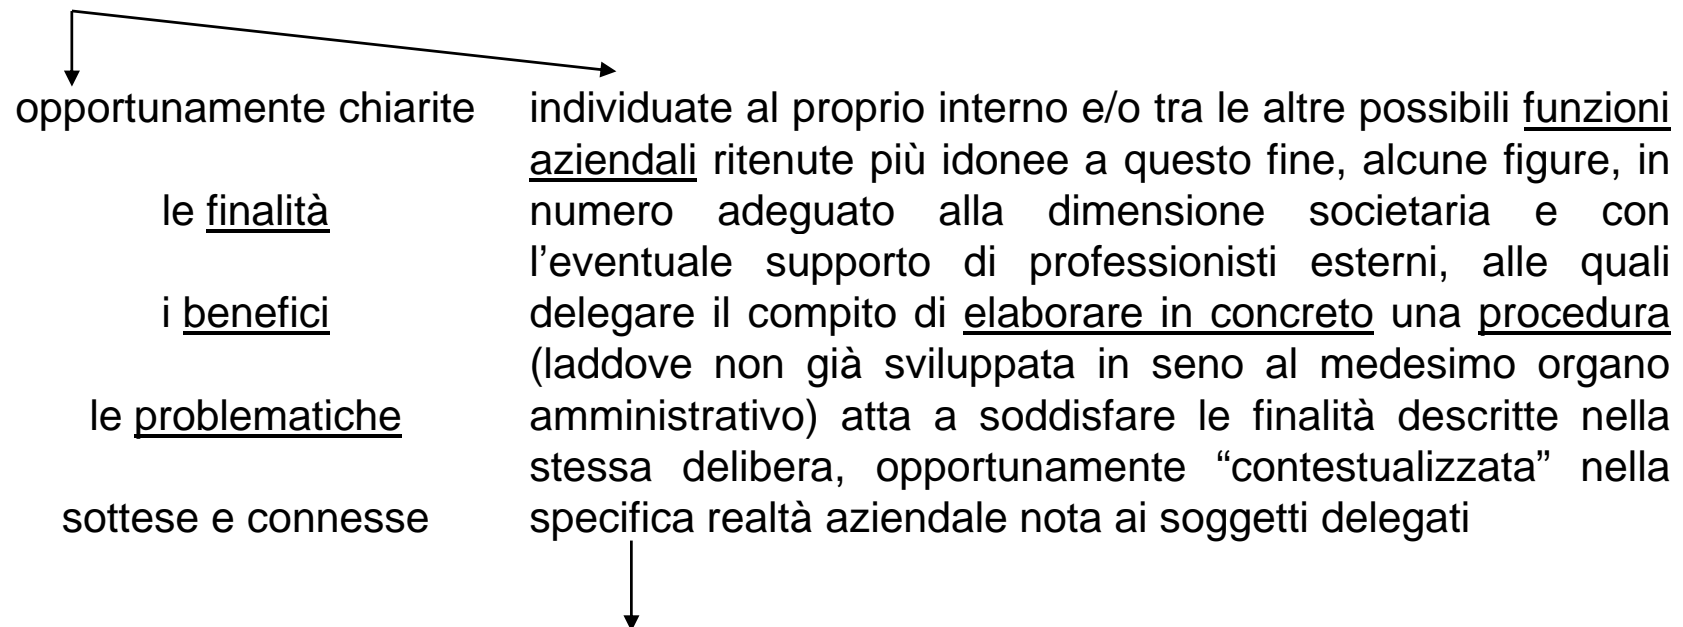 opportunamente chiarite
le finalità
i benefici
le problematiche
sottese e connesse
individuate al proprio interno e/o tra le altre possibili funzioni
aziendali ritenute più idonee a questo fine, alcune figure, in
numero adeguato alla dimensione societaria e con
l’eventuale supporto di professionisti esterni, alle quali
delegare il compito di elaborare in concreto una procedura
(laddove non già sviluppata in seno al medesimo organo
amministrativo) atta a soddisfare le finalità descritte nella
stessa delibera, opportunamente “contestualizzata” nella
specifica realtà aziendale nota ai soggetti delegati